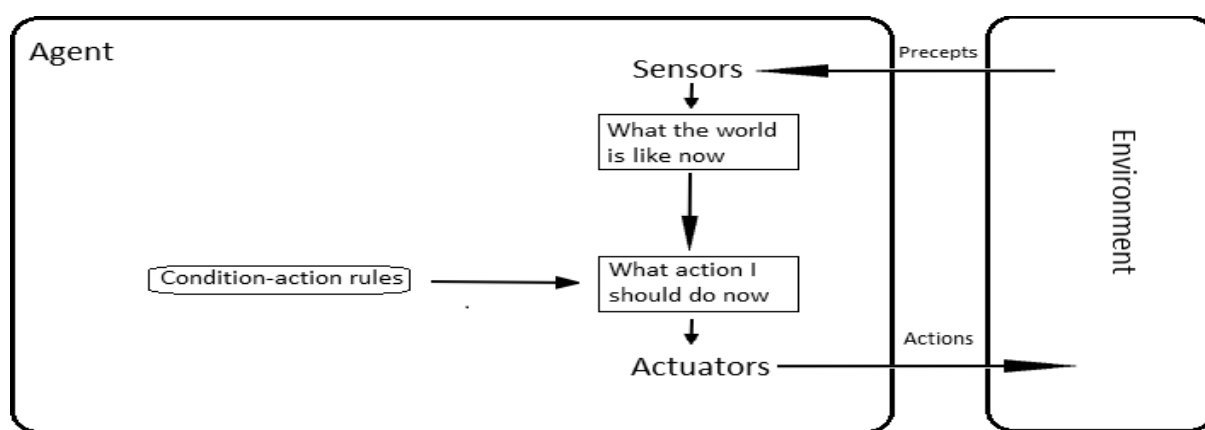 Agent
Sensors
Precepts
What the world
is like now
Environment
Condition-action rules
What action I
should do now
Actuators
Actions